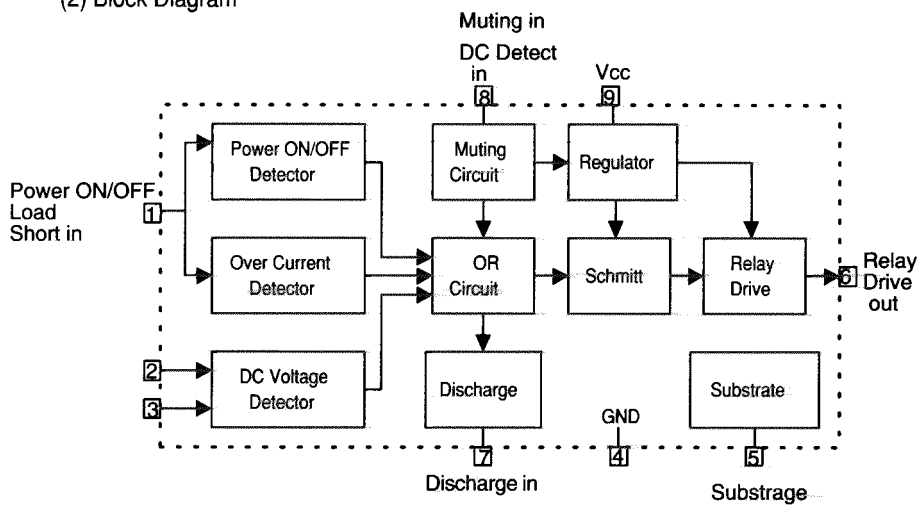 (2) Block Diagram
Muting in
DC Detect
in
Vcc
8
9
Power ON/OFF
Detector
Muting
Circuit
Regulator
Power ON/OFF
Load
Short in
1
Over Current
Detector
OR
Circuit
Schmitt
Relay
Drive
6
Relay
Drive
out
2
3
DC Voltage
Detector
Discharge
Substrate
GND
7
4
5
Discharge in
Substrage